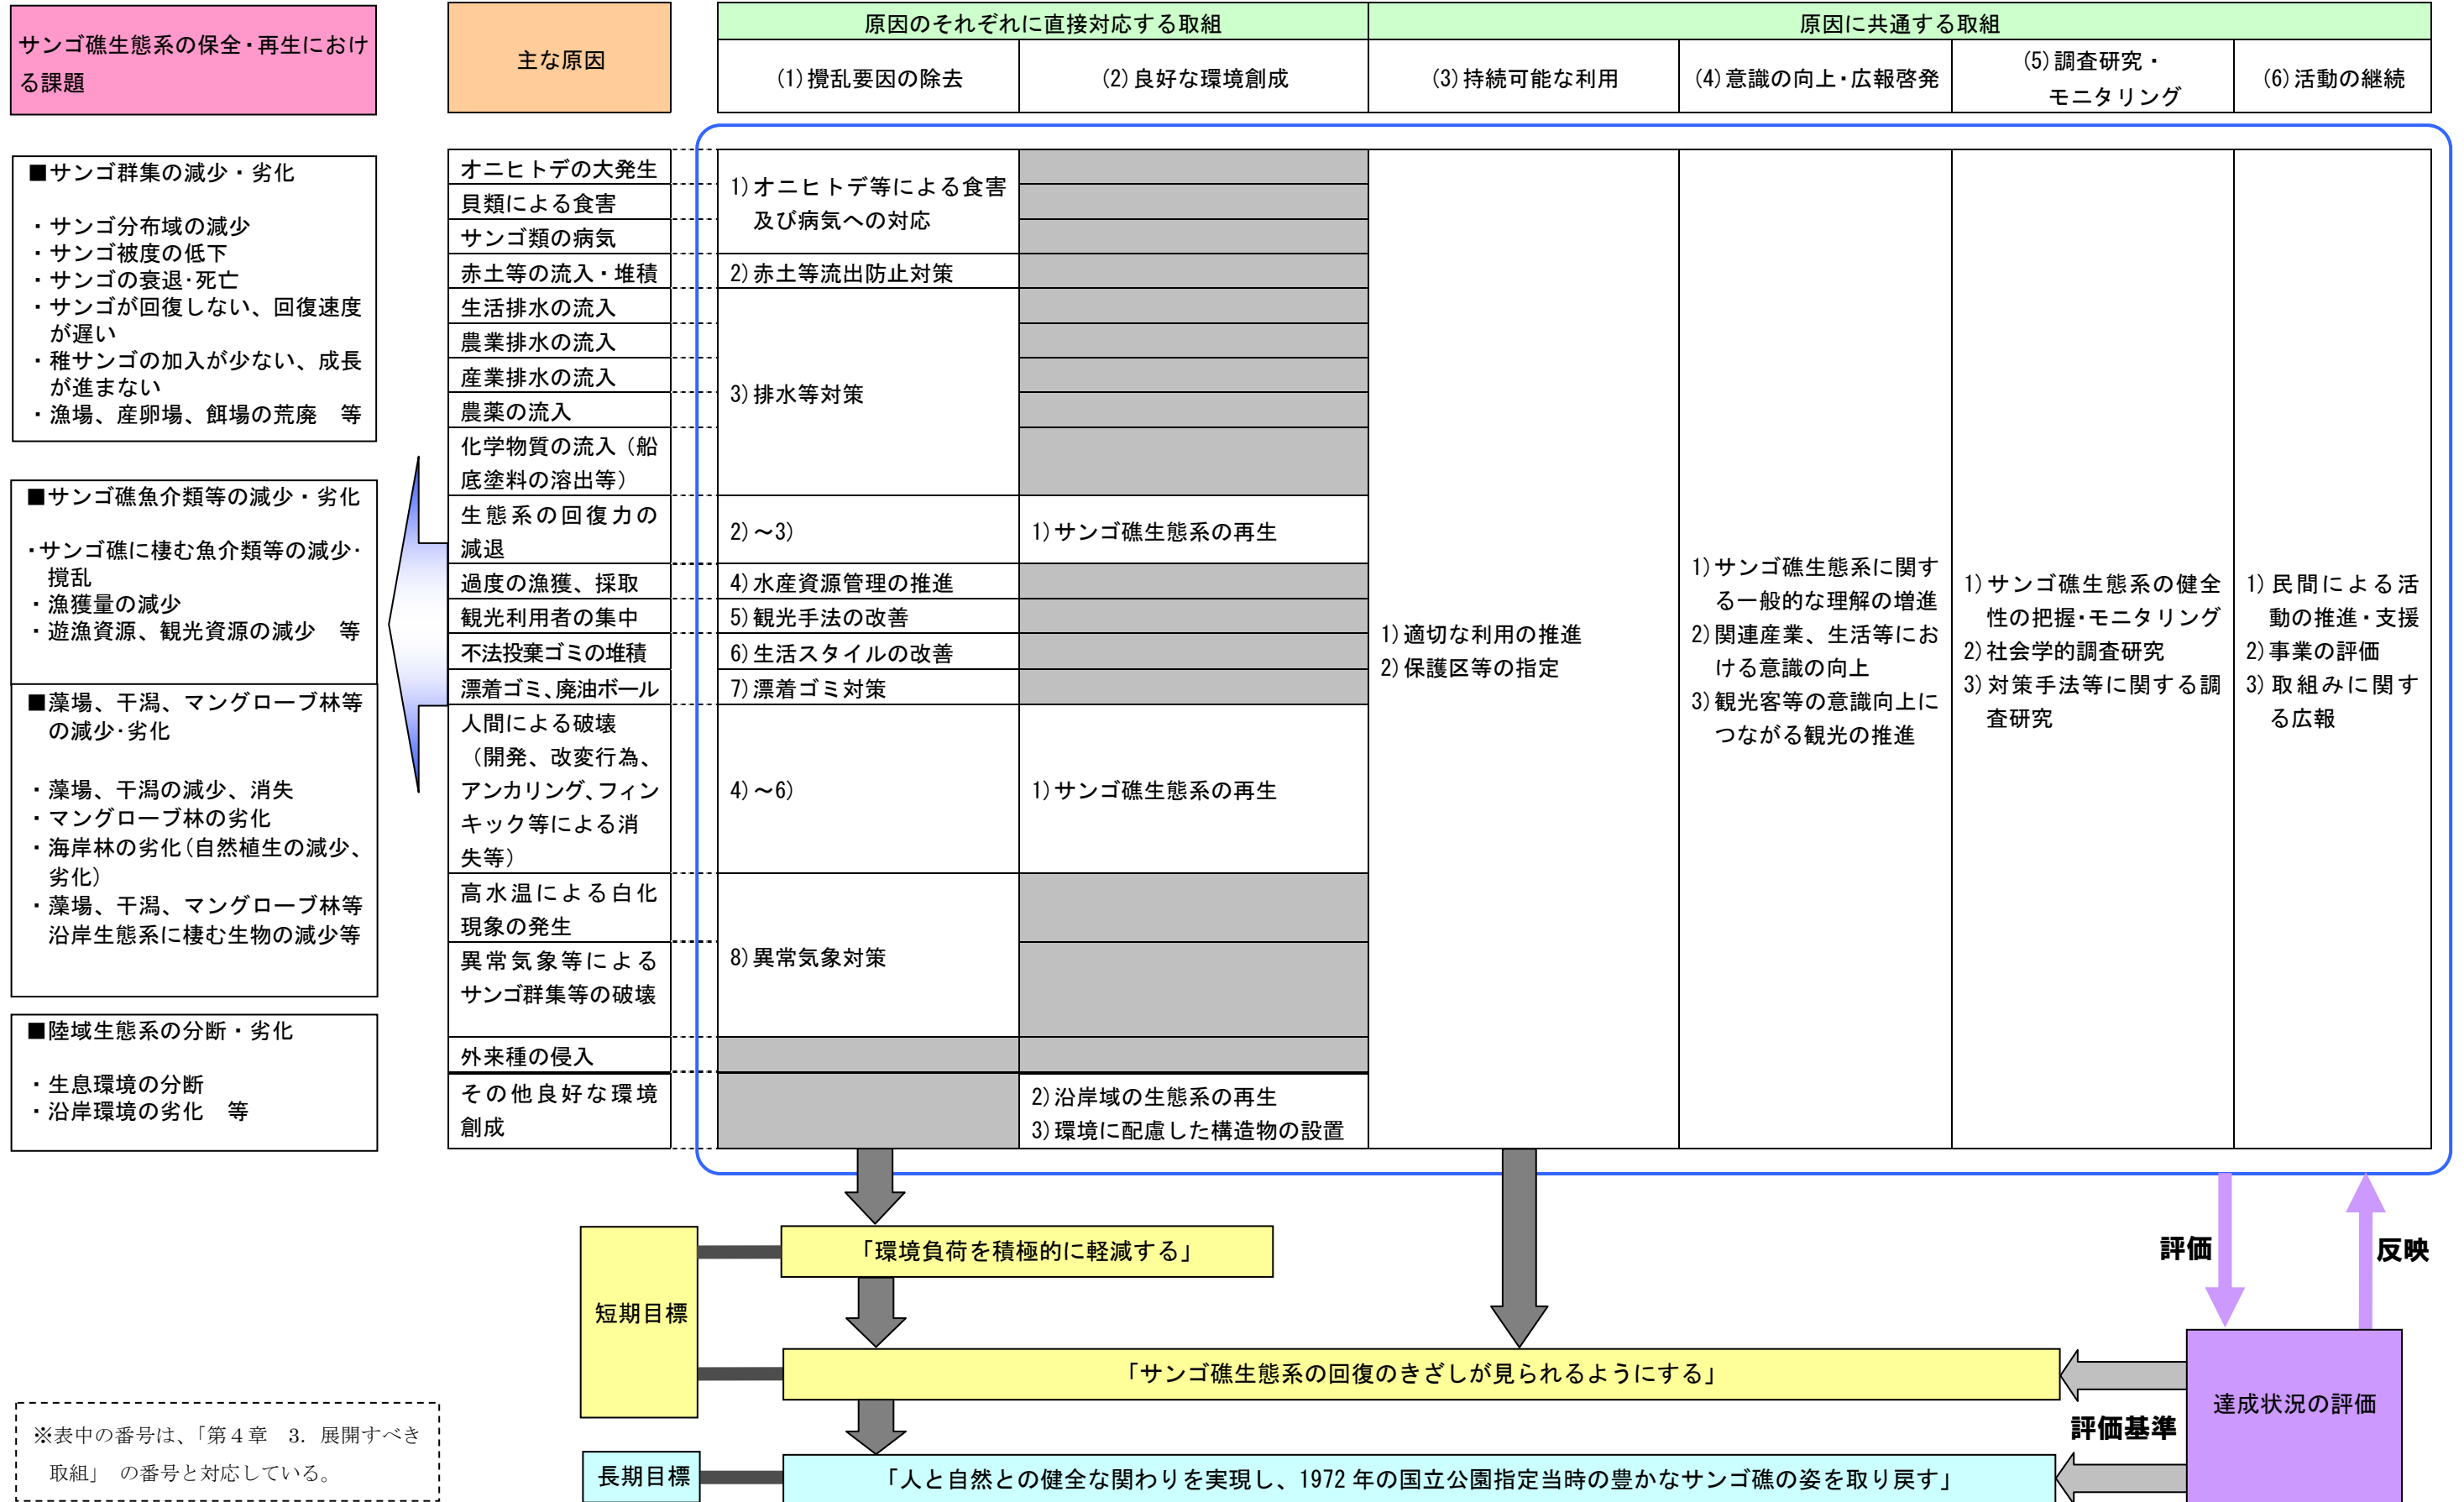 サンゴ礁生態系の保全・再生におけ
る課題
主な原因
原因のそれぞれに直接対応する取組
原因に共通する取組
(1)攪乱要因の除去
(2)良好な環境創成
(3)持続可能な利用
(4)意識の向上・広報啓発
(5)調査研究・
モニタリング
(6)活動の継続
■サンゴ群集の減少・劣化
・サンゴ分布域の減少
・サンゴ被度の低下
・サンゴの衰退・死亡
・サンゴが回復しない、回復速度
が遅い
・稚サンゴの加入が少ない、成長
が進まない
・漁場、産卵場、餌場の荒廃　等
■サンゴ礁魚介類等の減少・劣化
・サンゴ礁に棲む魚介類等の減少・
撹乱
・漁獲量の減少
・遊漁資源、観光資源の減少　等
■藻場、干潟、マングローブ林等
の減少・劣化
・藻場、干潟の減少、消失
・マングローブ林の劣化
・海岸林の劣化(自然植生の減少、
劣化)
・藻場、干潟、マングローブ林等
沿岸生態系に棲む生物の減少等
■陸域生態系の分断・劣化
・生息環境の分断
・沿岸環境の劣化　等
オニヒトデの大発生
貝類による食害
サンゴ類の病気
赤土等の流入・堆積
生活排水の流入
農業排水の流入
産業排水の流入
農薬の流入
化学物質の流入（船
底塗料の溶出等）
生態系の回復力の
減退
過度の漁獲、採取
観光利用者の集中
不法投棄ゴミの堆積
漂着ゴミ、廃油ボール
人間による破壊
（開発、改変行為、
アンカリング、フィン
キック等による消
失等）
高水温による白化
現象の発生
異常気象等による
サンゴ群集等の破壊
外来種の侵入
その他良好な環境
創成
1)オニヒトデ等による食害
及び病気への対応
2)赤土等流出防止対策
3)排水等対策
2)～3)
4)水産資源管理の推進
5)観光手法の改善
6)生活スタイルの改善
7)漂着ゴミ対策
4)～6)
8)異常気象対策
1)サンゴ礁生態系の再生
1)サンゴ礁生態系の再生
2)沿岸域の生態系の再生
3)環境に配慮した構造物の設置
1)適切な利用の推進
2)保護区等の指定
1)サンゴ礁生態系に関す
る一般的な理解の増進
2)関連産業、生活等にお
ける意識の向上
3)観光客等の意識向上に
つながる観光の推進
1)サンゴ礁生態系の健全
性の把握・モニタリング
2)社会学的調査研究
3)対策手法等に関する調
査研究
1)民間による活
動の推進・支援
2)事業の評価
3)取組みに関す
る広報
短期目標
「環境負荷を積極的に軽減する」
「サンゴ礁生態系の回復のきざしが見られるようにする」
長期目標
「人と自然との健全な関わりを実現し、1972 年の国立公園指定当時の豊かなサンゴ礁の姿を取り戻す」
評価
反映
評価基準
達成状況の評価
※表中の番号は、「第４章　3．展開すべき
取組」 の番号と対応している。